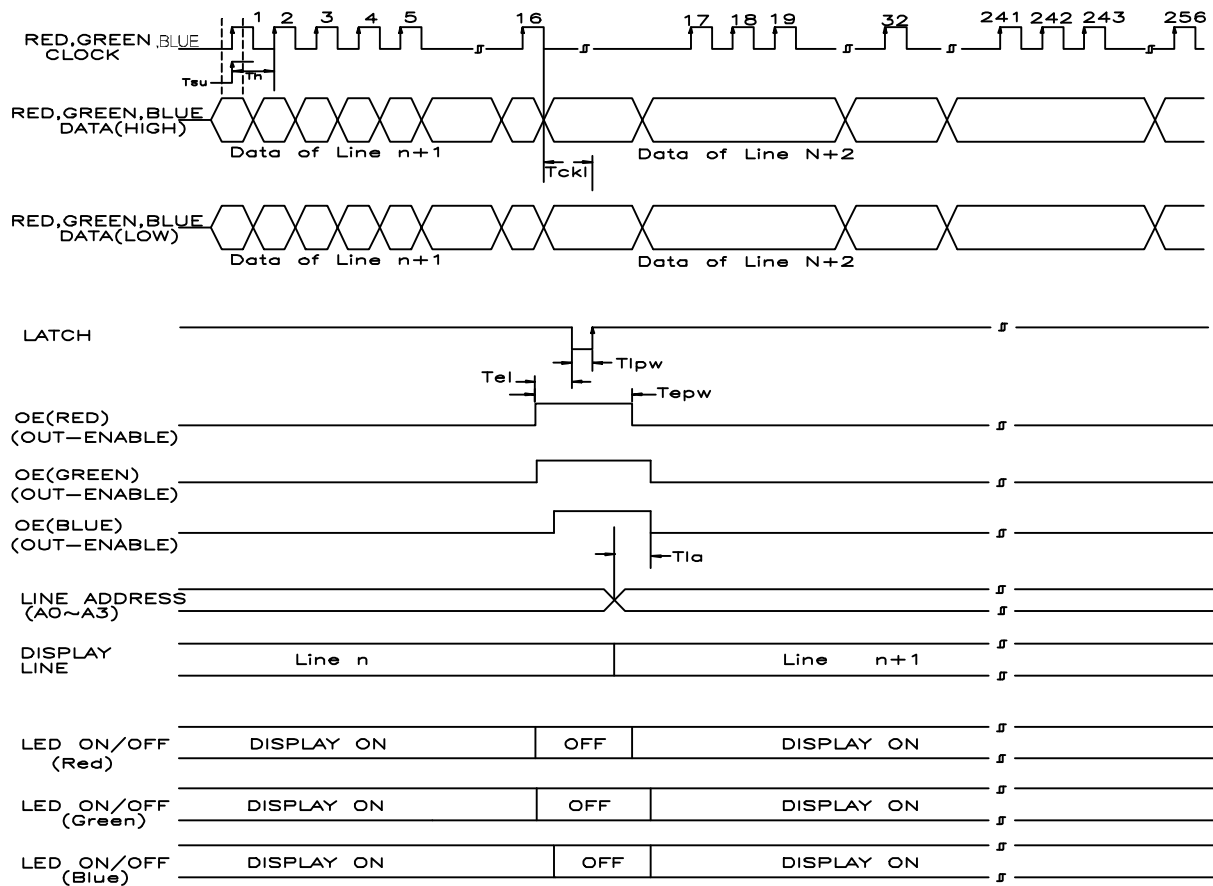 1 2 3 4 5 16 17 18 19 32 241 242 243 256
RED,GREEN,BLUE
CLOCK
Tsu
Th
RED,GREEN,BLUE
DATA(HIGH)
Data of Line n+1
Data of Line N+2
Tckl
RED,GREEN,BLUE
DATA(LOW)
Data of Line n+1
Data of Line N+2
LATCH
Tlpw
Tel
Tepw
OE(RED)
(OUT-ENABLE)
OE(GREEN)
(OUT-ENABLE)
OE(BLUE)
(OUT-ENABLE)
Tla
LINE ADDRESS
(A0~A3)
DISPLAY
LINE
Line n
Line n+1
LED ON/OFF
(Red)
DISPLAY ON
OFF
DISPLAY ON
LED ON/OFF
(Green)
DISPLAY ON
OFF
DISPLAY ON
LED ON/OFF
(Blue)
DISPLAY ON
OFF
DISPLAY ON